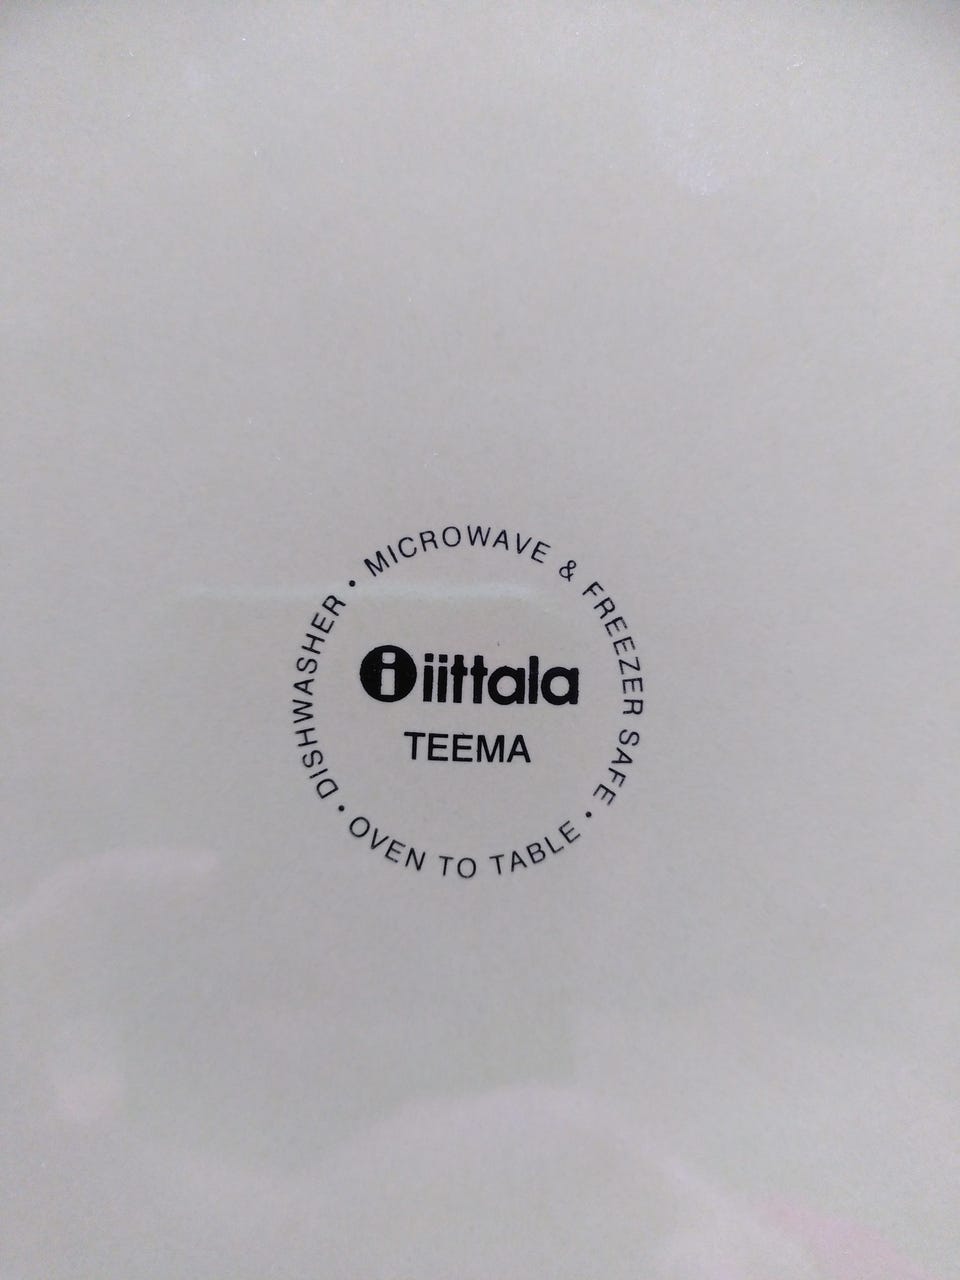 DISHWASHER • MICROWAVE & FREEZER SAFE • OVEN TO TABLE •
i iittala
TEEMA